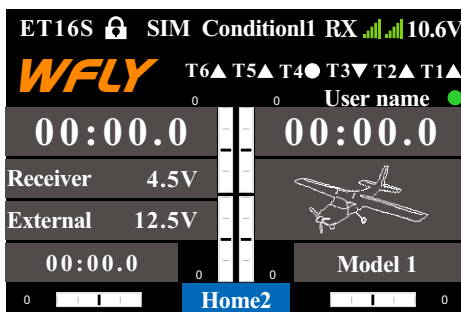 ET16S SIM Conditionl1 RX 10.6V
WFLY T6▲ T5▲ T4● T3▼ T2▲ T1▲
0 0 User name
00:00.0 00:00.0
Receiver 4.5V
External 12.5V
00:00.0 0 0 Model 1
0 Home2 0